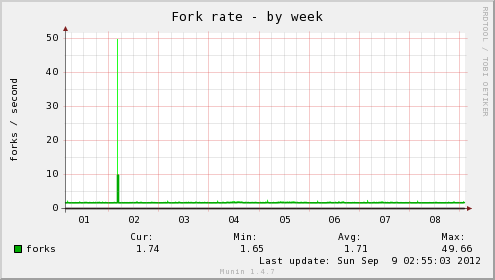 Fork rate - by week
RRDTOOL / TOBI OETIKER
forks / second
50
40
30
20
10
0
01 02 03 04 05 06 07 08
Cur: Min: Avg: Max:
forks 1.74 1.65 1.71 49.66
Last update: Sun Sep 9 02:55:03 2012
Munin 1.4.7